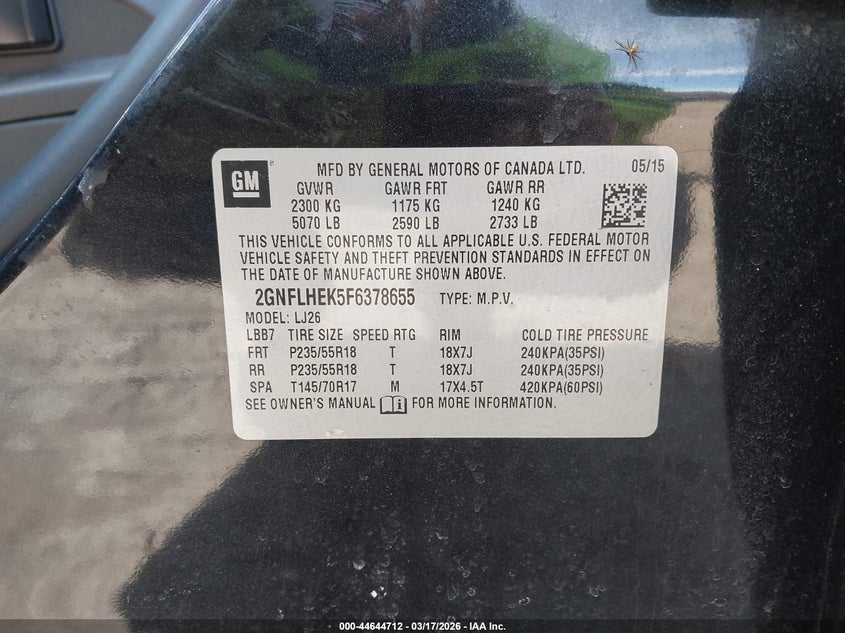 GM
MFD BY GENERAL MOTORS OF CANADA LTD. 05/15
GVWR GAWR FRT GAWR RR
2300 KG 1175 KG 1240 KG
5070 LB 2590 LB 2733 LB
THIS VEHICLE CONFORMS TO ALL APPLICABLE U.S. FEDERAL MOTOR
VEHICLE SAFETY AND THEFT PREVENTION STANDARDS IN EFFECT ON
THE DATE OF MANUFACTURE SHOWN ABOVE.
2GNFLHEK5F6378655 TYPE: M.P.V.
MODEL: LJ26
LBB7 TIRE SIZE SPEED RTG RIM COLD TIRE PRESSURE
FRT P235/55R18 T 18X7J 240KPA(35PSI)
RR P235/55R18 T 18X7J 240KPA(35PSI)
SPA T145/70R17 M 17X4.5T 420KPA(60PSI)
SEE OWNER'S MANUAL FOR MORE INFORMATION.
000-44644712 - 03/17/2026 - IAA Inc.